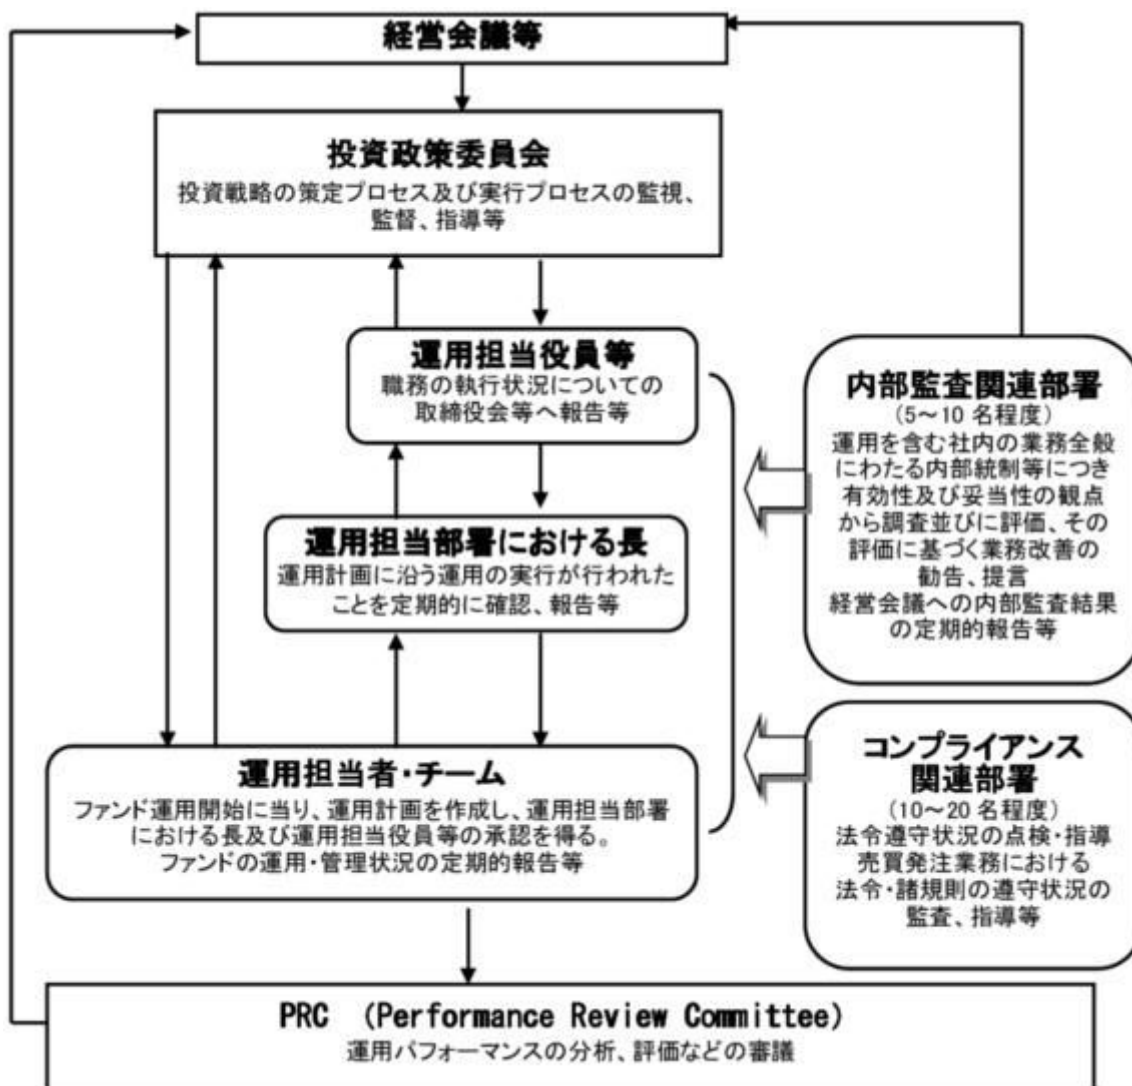 経営会議等
投資政策委員会
投資戦略の策定プロセス及び実行プロセスの監視、
監督、指導等
運用担当役員等
職務の執行状況についての
取締役会等へ報告等
運用担当部署における長
運用計画に沿う運用の実行が行われた
ことを定期的に確認、報告等
運用担当者・チーム
ファンド運用開始に当り、運用計画を作成し、運用担当部署
における長及び運用担当役員等の承認を得る。
ファンドの運用・管理状況の定期的報告等
内部監査関連部署
(5～10 名程度)
運用を含む社内の業務全般
にわたる内部統制等につき
有効性及び妥当性の観点
から調査並びに評価、その
評価に基づく業務改善の
勧告、提言
経営会議への内部監査結果
の定期的報告等
コンプライアンス
関連部署
(10～20 名程度)
法令遵守状況の点検・指導
売買発注業務における
法令・諸規則の遵守状況の
監査、指導等
PRC (Performance Review Committee)
運用パフォーマンスの分析、評価などの審議